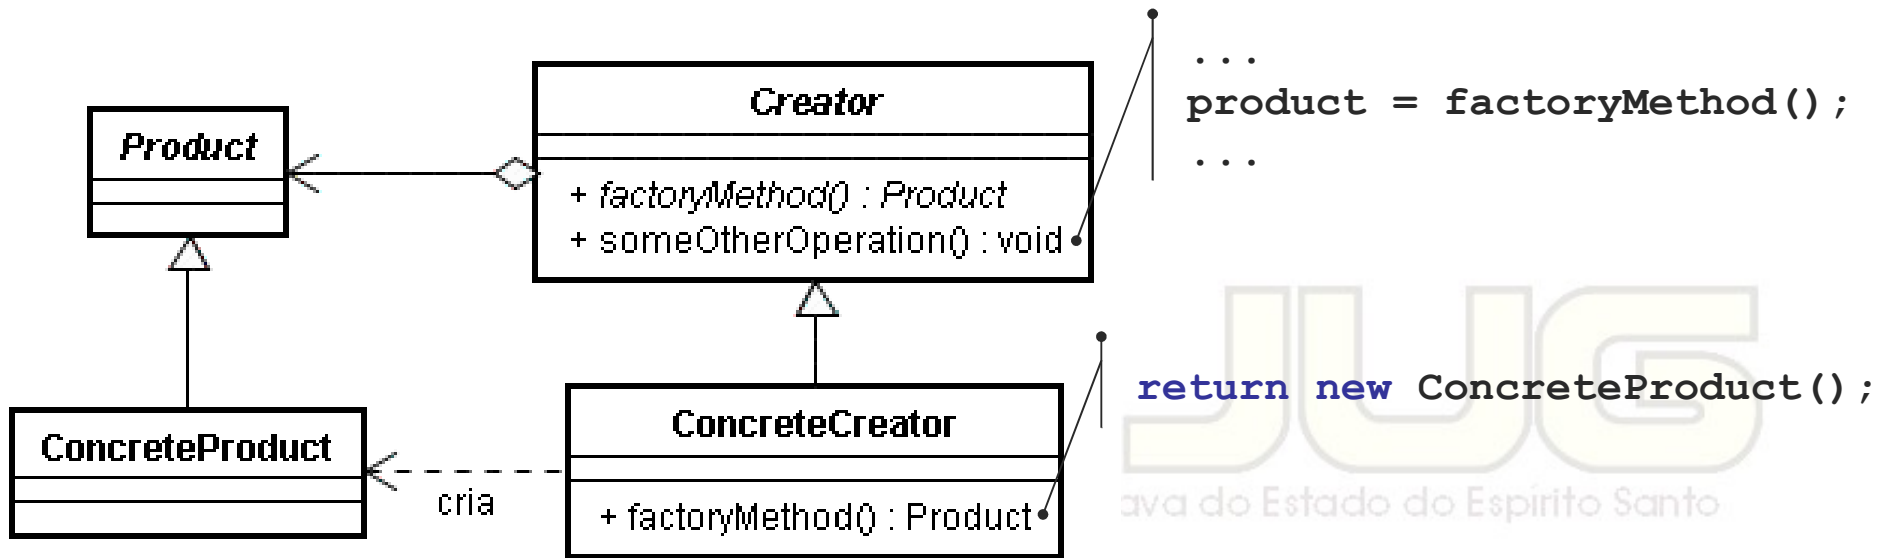 ...
product = factoryMethod();
...
Creator
+ factoryMethod() : Product
+ someOtherOperation() : void
Product
return new ConcreteProduct();
ConcreteCreator
+ factoryMethod() : Product
ConcreteProduct
cria
JUG
ava do Estado do Espírito Santo